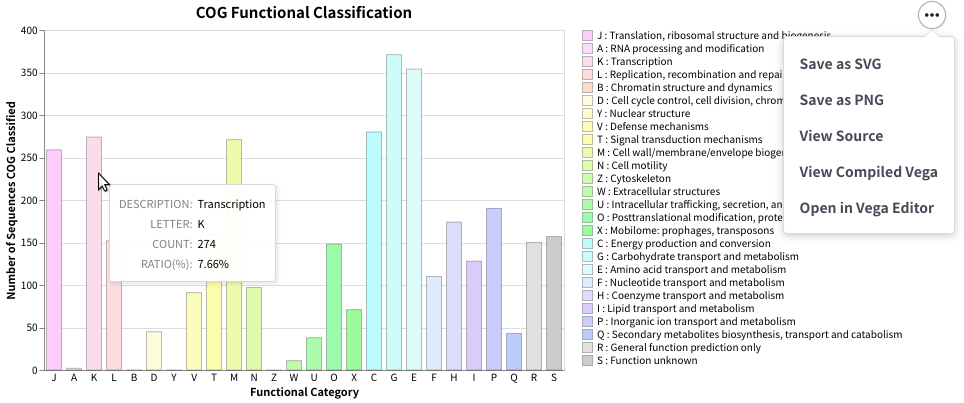 COG Functional Classification
400
350
300
250
200
150
100
50
0
Number of Sequences COG Classified
J A K L B D Y V T M N Z W U O X C G E F H I P Q R S
Functional Category
DESCRIPTION: Transcription
LETTER: K
COUNT: 274
RATIO(%): 7.66%
J : Translation, ribosomal structure and biogenesis
A : RNA processing and modification
K : Transcription
L : Replication, recombination and repai
B : Chromatin structure and dynamics
D : Cell cycle control, cell division, chrom
Y : Nuclear structure
V : Defense mechanisms
T : Signal transduction mechanisms
M : Cell wall/membrane/envelope bioger
N : Cell motility
Z : Cytoskeleton
W : Extracellular structures
U : Intracellular trafficking, secretion, an
O : Posttranslational modification, prote
X : Mobilome: prophages, transposons
C : Energy production and conversion
G : Carbohydrate transport and metabolism
E : Amino acid transport and metabolism
F : Nucleotide transport and metabolism
H : Coenzyme transport and metabolism
I : Lipid transport and metabolism
P : Inorganic ion transport and metabolism
Q : Secondary metabolites biosynthesis, transport and catabolism
R : General function prediction only
S : Function unknown
Save as SVG
Save as PNG
View Source
View Compiled Vega
Open in Vega Editor